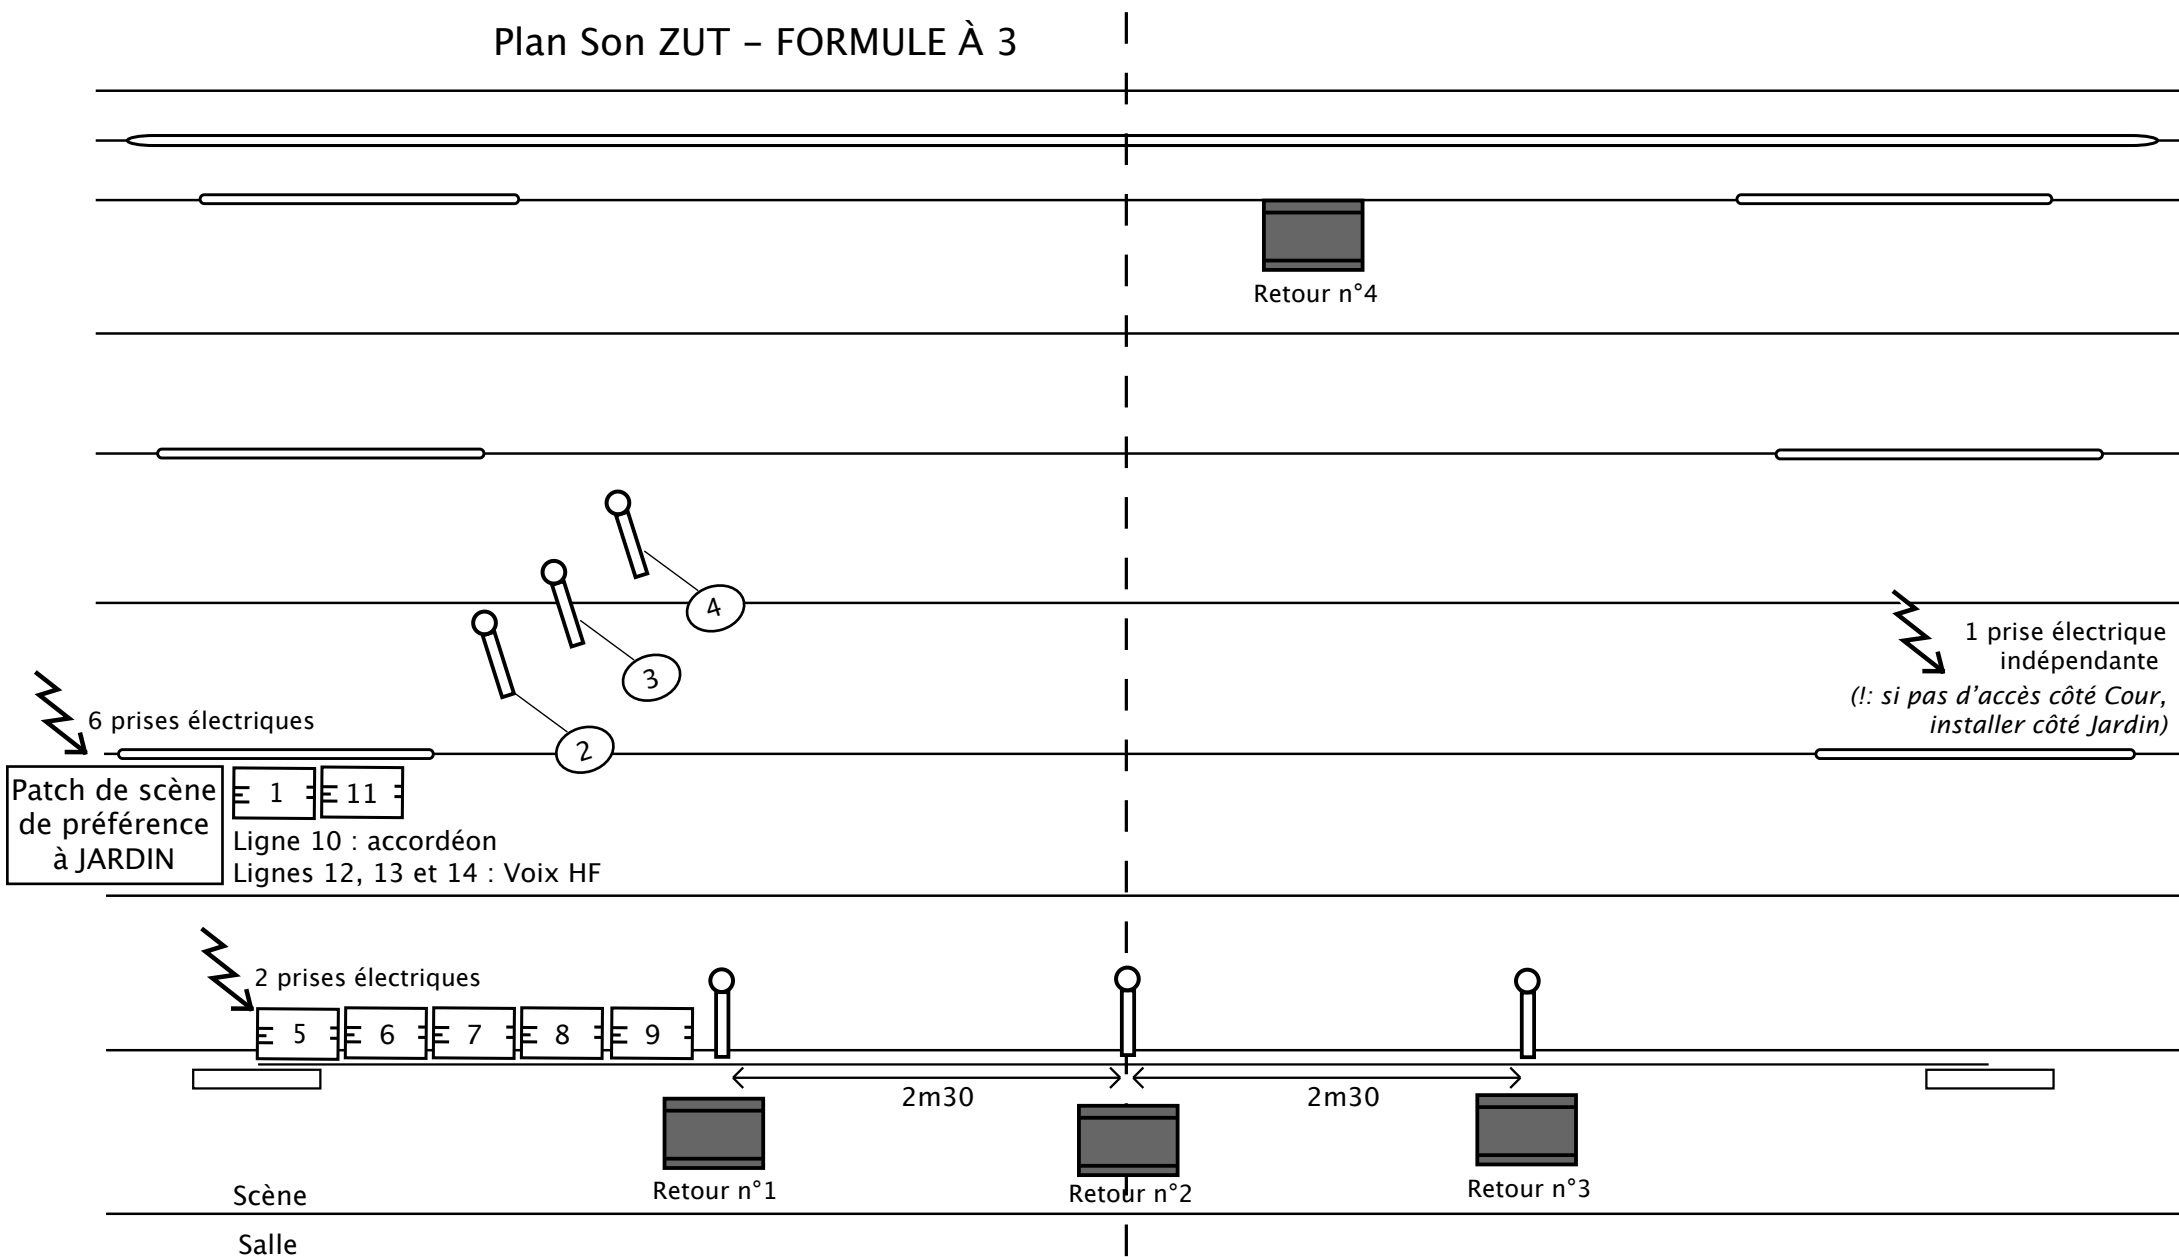 Plan Son ZUT – FORMULE À 3
Retour n°4
4
3
2
1 prise électrique
indépendante
(!: si pas d'accès côté Cour,
installer côté Jardin)
6 prises électriques
Patch de scène
de préférence
à JARDIN
1
11
Ligne 10 : accordéon
Lignes 12, 13 et 14 : Voix HF
2 prises électriques
5
6
7
8
9
2m30
2m30
Retour n°1
Retour n°2
Retour n°3
Scène
Salle